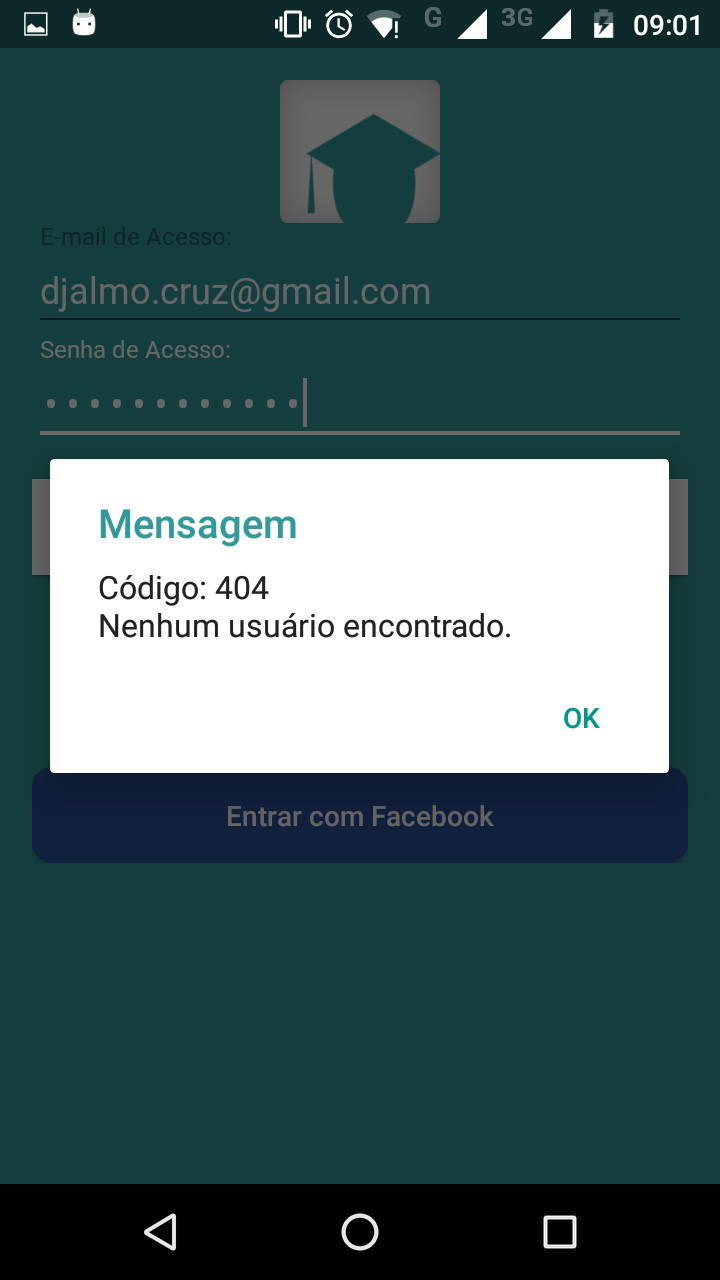 G 3G 09:01
E-mail de Acesso:
djalmo.cruz@gmail.com
Senha de Acesso:
Mensagem
Código: 404
Nenhum usuário encontrado.
OK
Entrar com Facebook